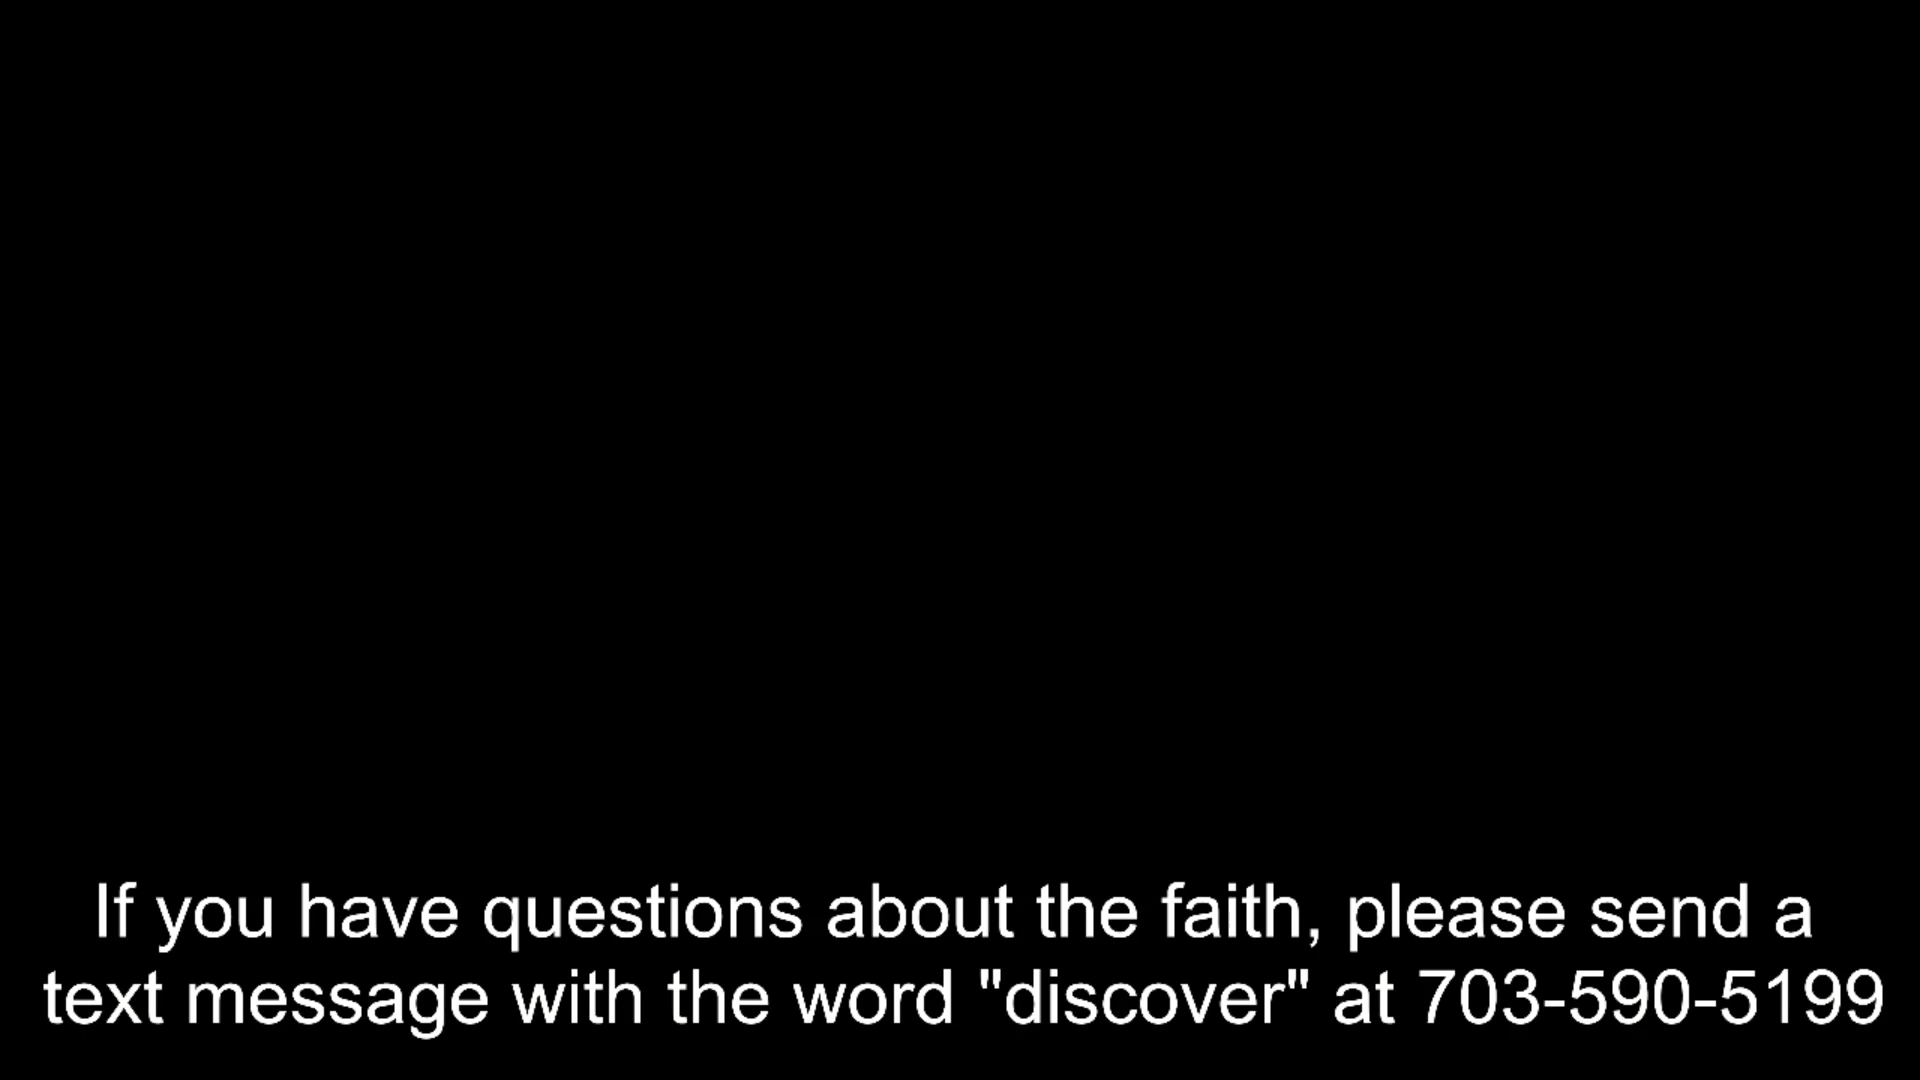 If you have questions about the faith, please send a
text message with the word "discover" at 703-590-5199